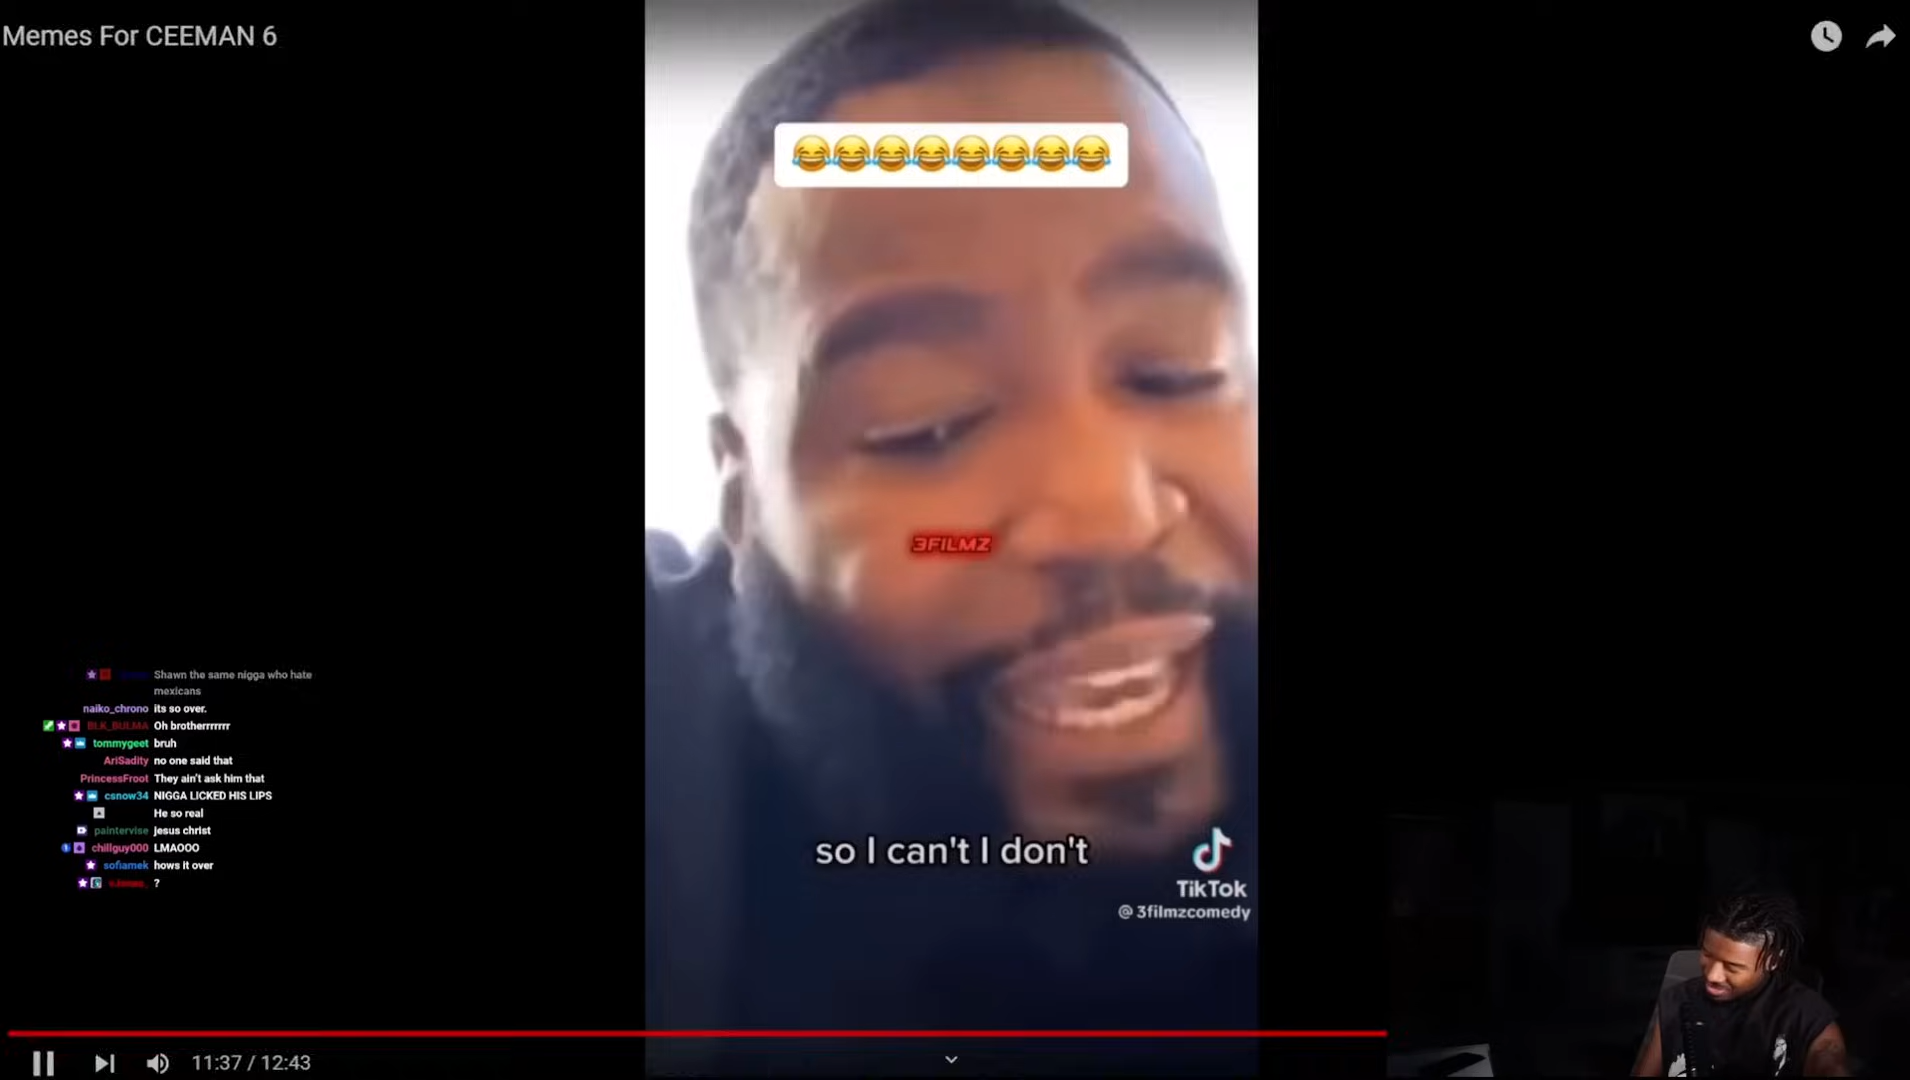 Memes For CEEMAN 6
😂😂😂😂😂😂😂😂
3FILMZ
so I can't I don't
TikTok
@ 3filmzcomedy
Shawn the same nigga who hate
mexicans
naiko_chrono its so over.
BLK_BULMA Oh brotherrrrrrr
tommygeet bruh
AriSadity no one said that
PrincessFroot They ain't ask him that
csnow34 NIGGA LICKED HIS LIPS
He so real
paintervise jesus christ
chillguy000 LMAOOO
sofiamek hows it over
?
11:37 / 12:43